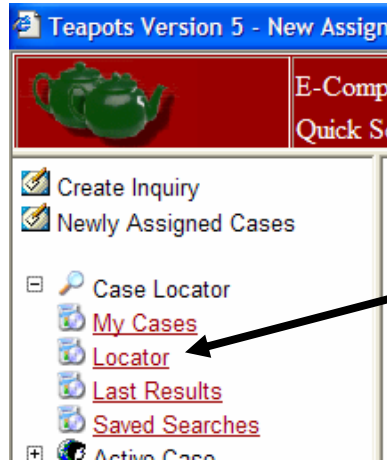 Teapots Version 5 - New Assign
E-Comp
Quick S
Create Inquiry
Newly Assigned Cases
Case Locator
My Cases
Locator
Last Results
Saved Searches
Active Case